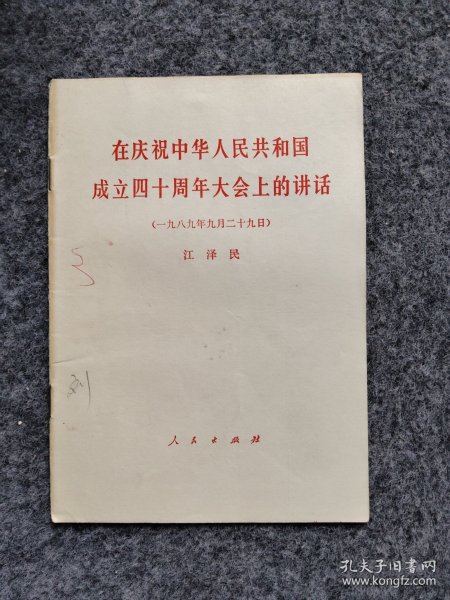 在庆祝中华人民共和国
成立四十周年大会上的讲话
(一九八九年九月二十九日)
江泽民
人民出版社
孔夫子旧书网
www.kongfz.com